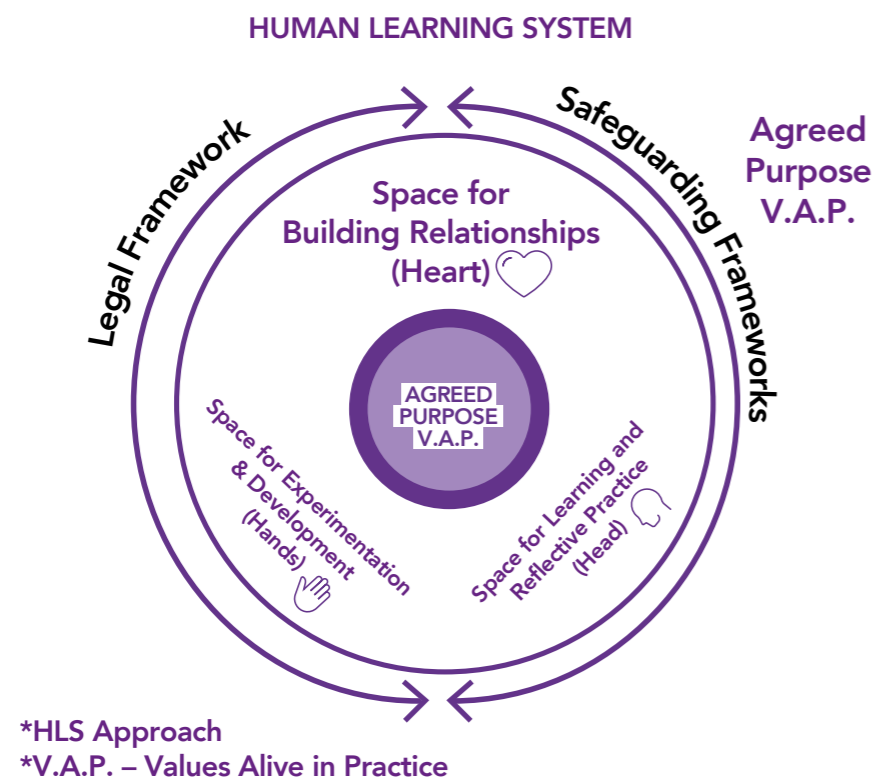 HUMAN LEARNING SYSTEM
Legal Framework
Safeguarding Frameworks
Agreed
Purpose
V.A.P.
Space for
Building Relationships
(Heart)
AGREED
PURPOSE
V.A.P.
Space for Experimentation
& Development
(Hands)
Space for Learning and
Reflective Practice
(Head)
*HLS Approach
*V.A.P. – Values Alive in Practice